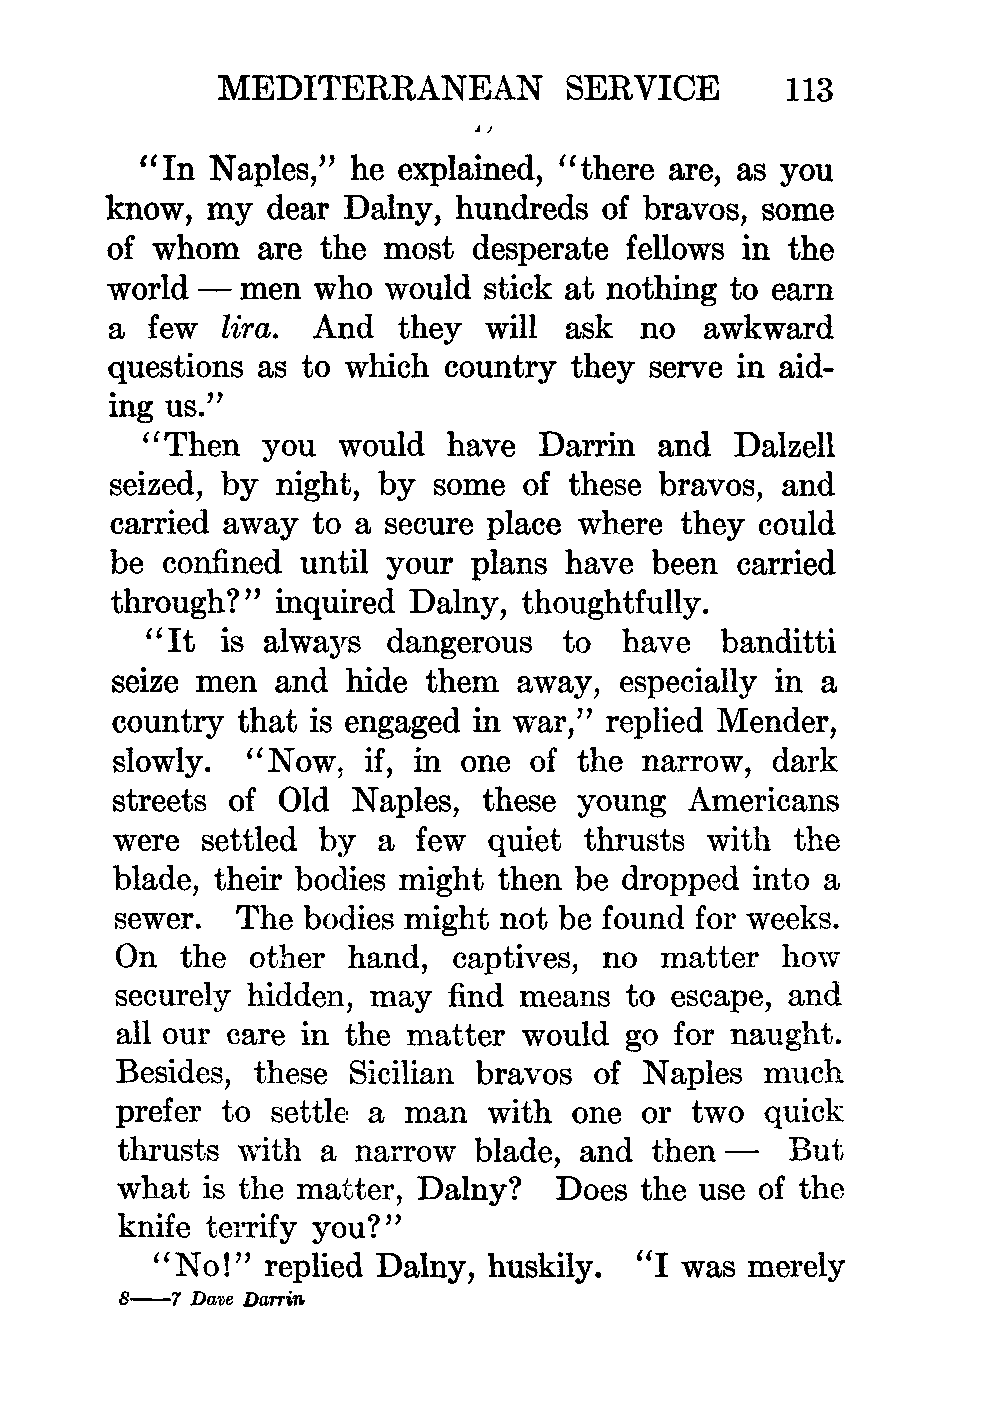 MEDITERRANEAN SERVICE 113
"In Naples," he explained, "there are, as you
know, my dear Dalny, hundreds of bravos, some
of whom are the most desperate fellows in the
world — men who would stick at nothing to earn
a few lira. And they will ask no awkward
questions as to which country they serve in aid-
ing us."
"Then you would have Darrin and Dalzell
seized, by night, by some of these bravos, and
carried away to a secure place where they could
be confined until your plans have been carried
through?" inquired Dalny, thoughtfully.
"It is always dangerous to have banditti
seize men and hide them away, especially in a
country that is engaged in war," replied Mender,
slowly. "Now, if, in one of the narrow, dark
streets of Old Naples, these young Americans
were settled by a few quiet thrusts with the
blade, their bodies might then be dropped into a
sewer. The bodies might not be found for weeks.
On the other hand, captives, no matter how
securely hidden, may find means to escape, and
all our care in the matter would go for naught.
Besides, these Sicilian bravos of Naples much
prefer to settle a man with one or two quick
thrusts with a narrow blade, and then — But
what is the matter, Dalny? Does the use of the
knife terrify you?"
"No!" replied Dalny, huskily. "I was merely
8——7 Dave Darrin